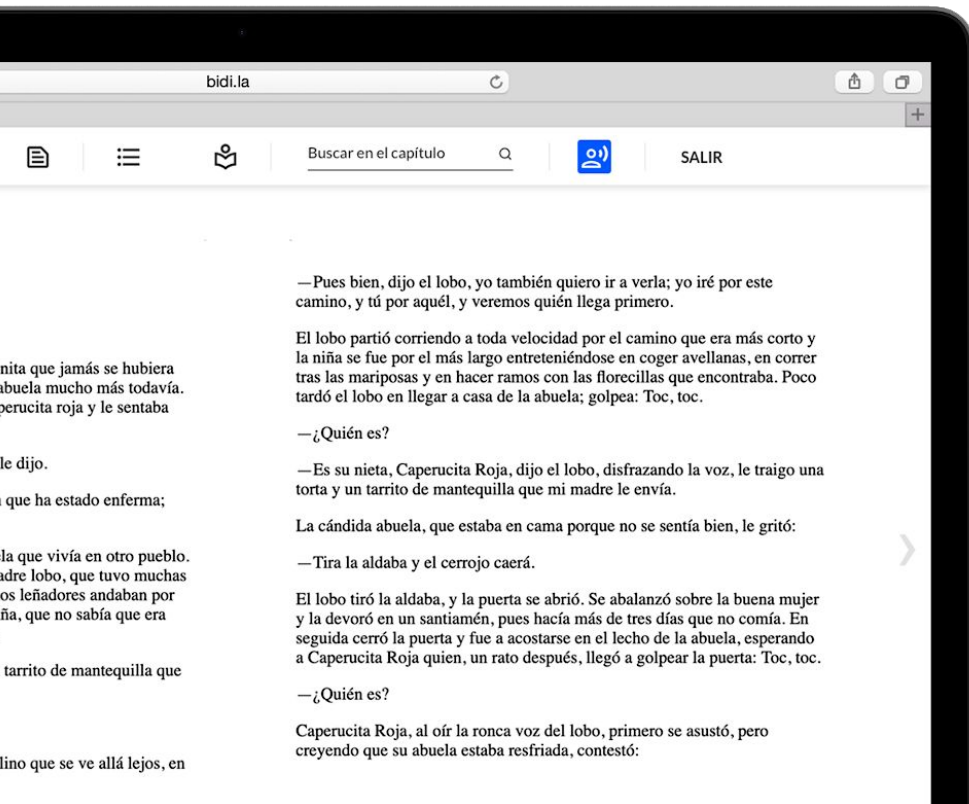 bidi.la
Buscar en el capítulo
SALIR
que jamás se hubiera
abuela mucho más todavía.
roja y le sentaba
le dijo.
que ha estado enferma;
que vivía en otro pueblo.
lobo, que tuvo muchas
leñadores andaban por
que no sabía que era
tarrito de mantequilla que
que se ve allá lejos, en
—Pues bien, dijo el lobo, yo también quiero ir a verla; yo iré por este
camino, y tú por aquél, y veremos quién llega primero.
El lobo partió corriendo a toda velocidad por el camino que era más corto y
la niña se fue por el más largo entreteniéndose en coger avellanas, en correr
tras las mariposas y en hacer ramos con las florecillas que encontraba. Poco
tardó el lobo en llegar a casa de la abuela; golpea: Toc, toc.
—¿Quién es?
—Es su nieta, Caperucita Roja, dijo el lobo, disfrazando la voz, le traigo una
torta y un tarrito de mantequilla que mi madre le envía.
La cándida abuela, que estaba en cama porque no se sentía bien, le gritó:
—Tira la aldaba y el cerrojo caerá.
El lobo tiró la aldaba, y la puerta se abrió. Se abalanzó sobre la buena mujer
y la devoró en un santiamén, pues hacía más de tres días que no comía. En
seguida cerró la puerta y fue a acostarse en el lecho de la abuela, esperando
a Caperucita Roja quien, un rato después, llegó a golpear la puerta: Toc, toc.
—¿Quién es?
Caperucita Roja, al oír la ronca voz del lobo, primero se asustó, pero
creyendo que su abuela estaba resfriada, contestó: